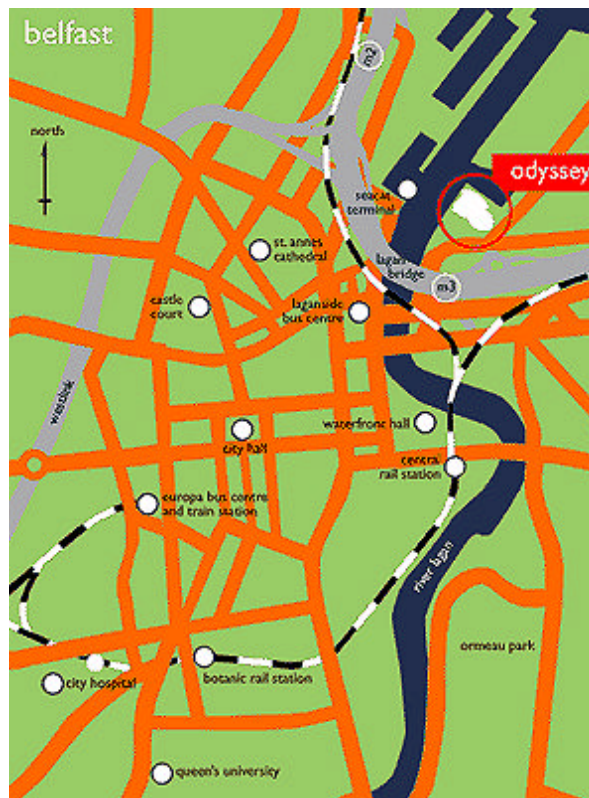 belfast
m2
north
odyssey
seacat
terminal
st. annes
cathedral
lagan
bridge
m3
castle
court
laganside
bus centre
westlink
waterfront hall
city hall
central
rail station
europa bus centre
and train station
river lagan
ormeau park
botanic rail station
city hospital
queen's university